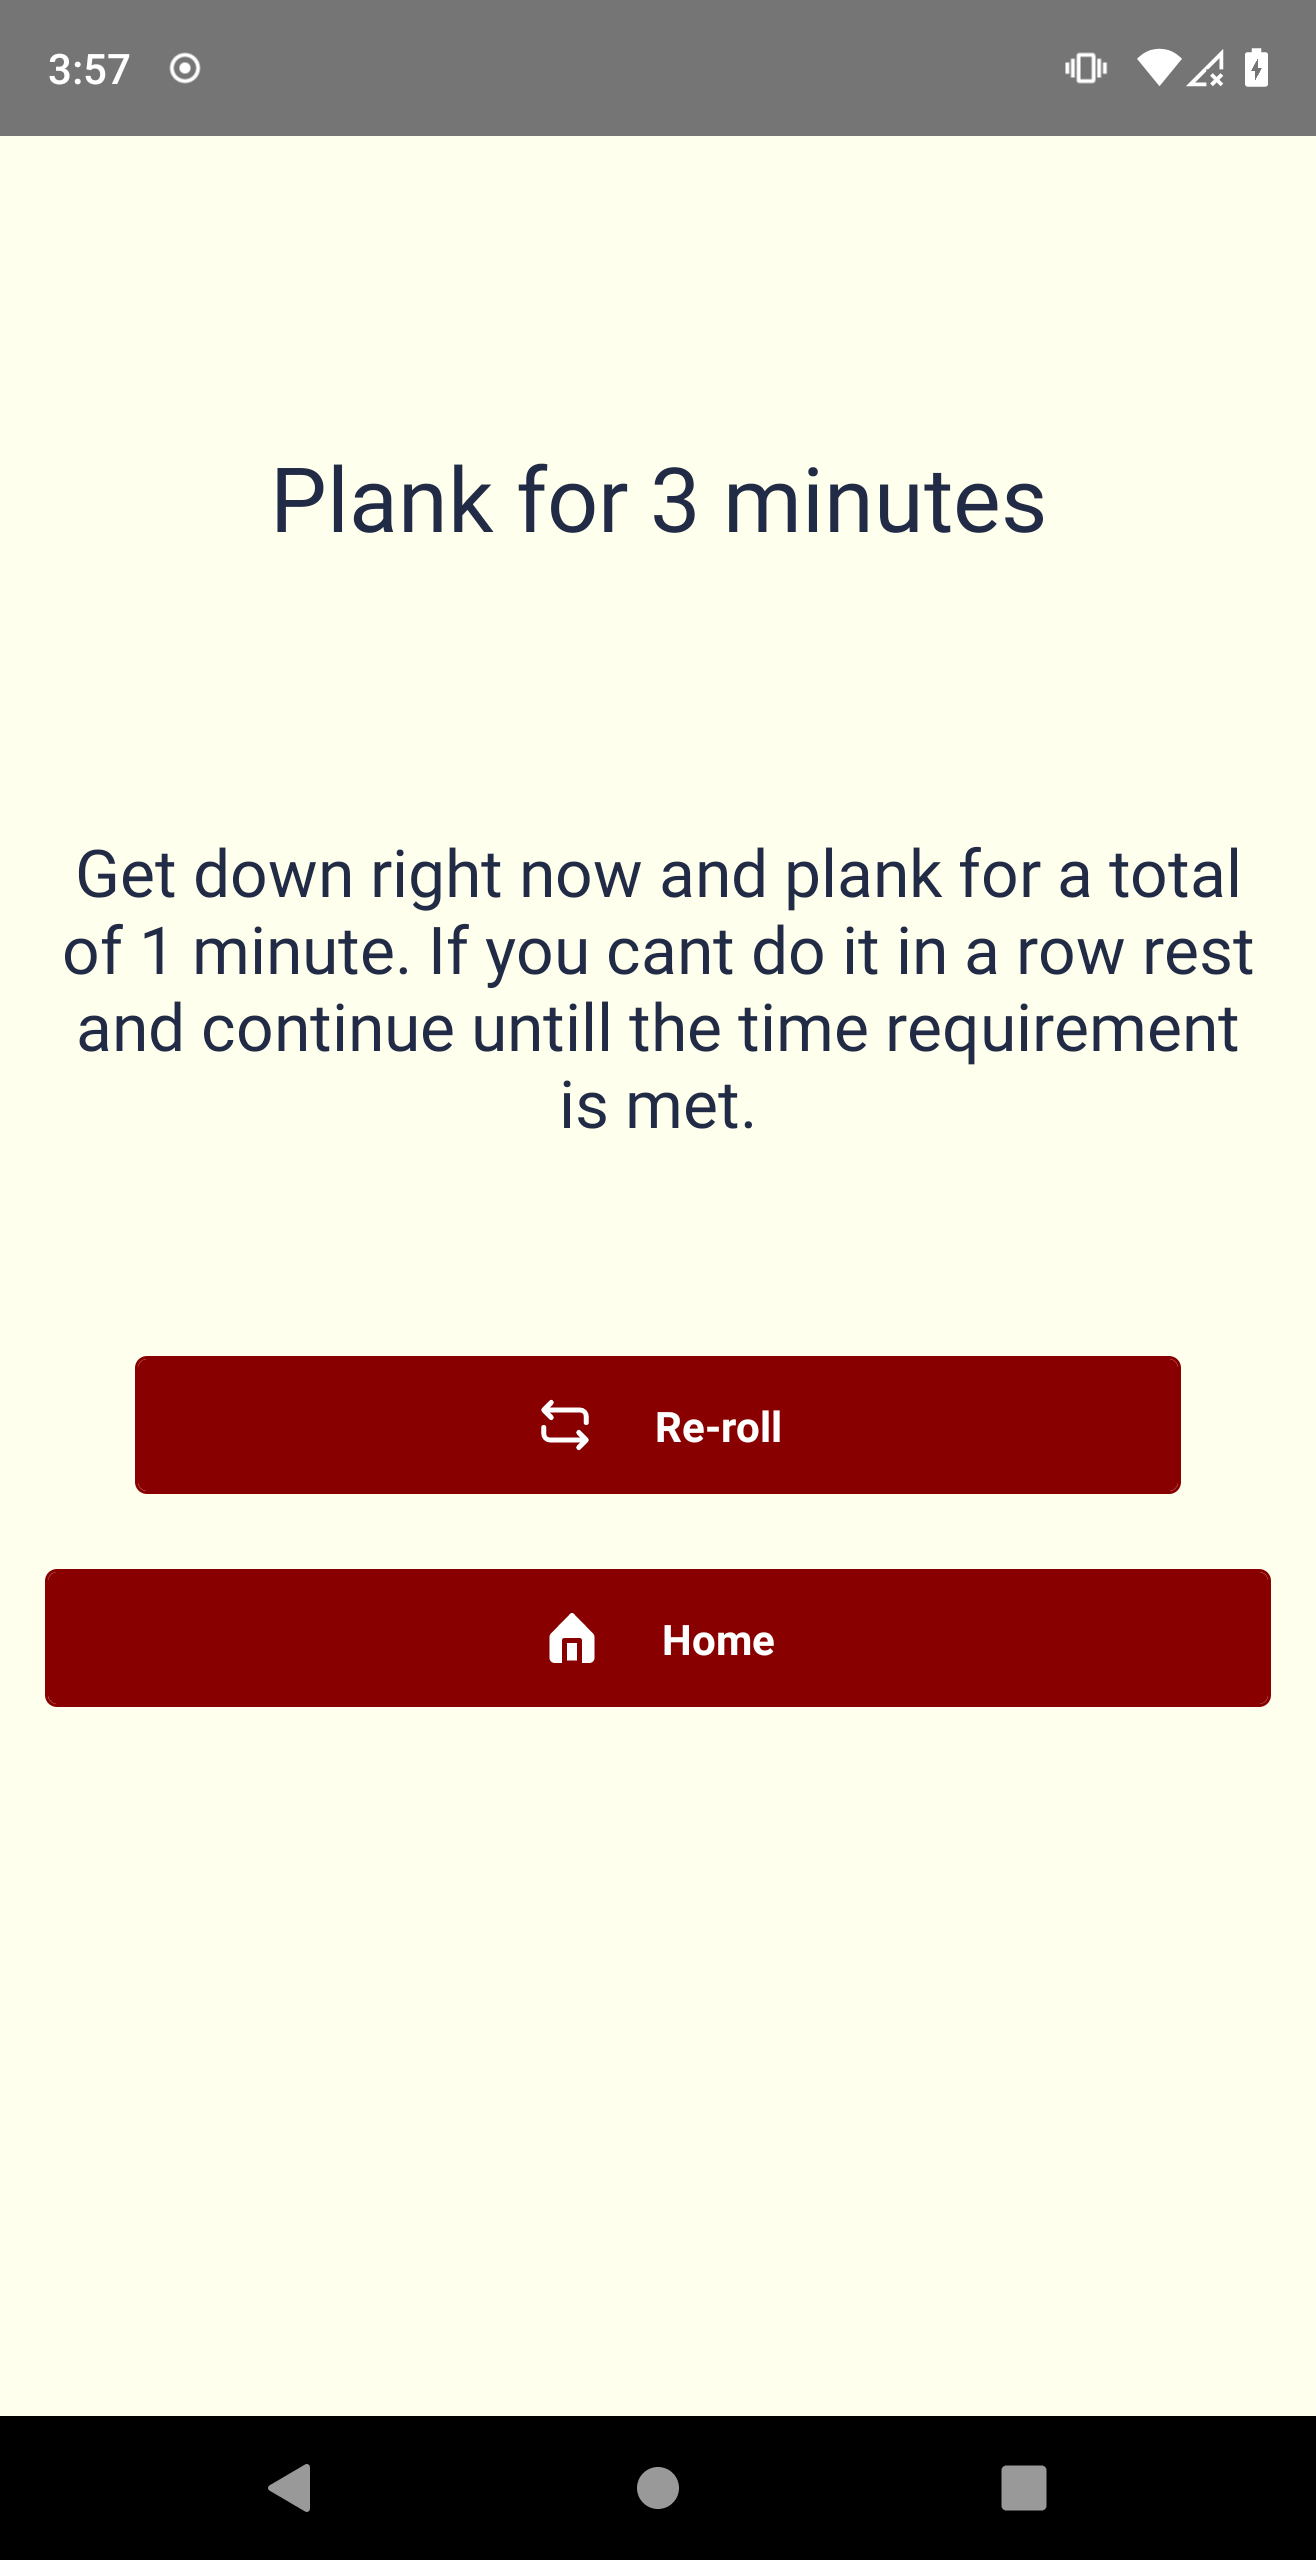 3:57
Plank for 3 minutes
Get down right now and plank for a total
of 1 minute. If you cant do it in a row rest
and continue untill the time requirement
is met.
Re-roll
Home